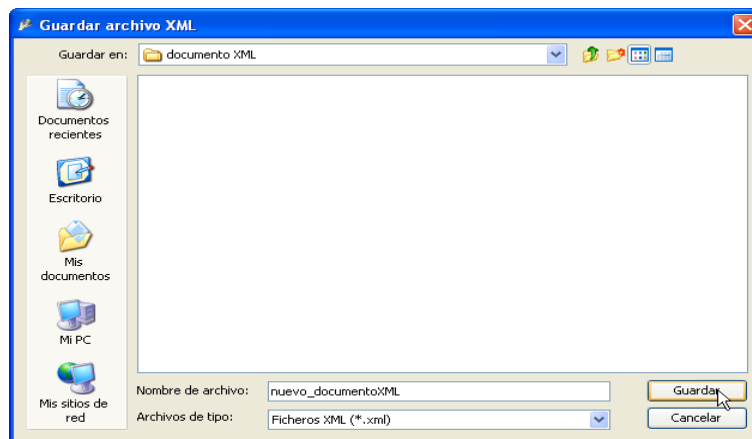 Guardar archivo XML
Guardar en:
documento XML
Documentos
recientes
Escritorio
Mis
documentos
Mi PC
Mis sitios de
red
Nombre de archivo:
nuevo_documentoXML
Guardar
Archivos de tipo:
Ficheros XML (*.xml)
Cancelar